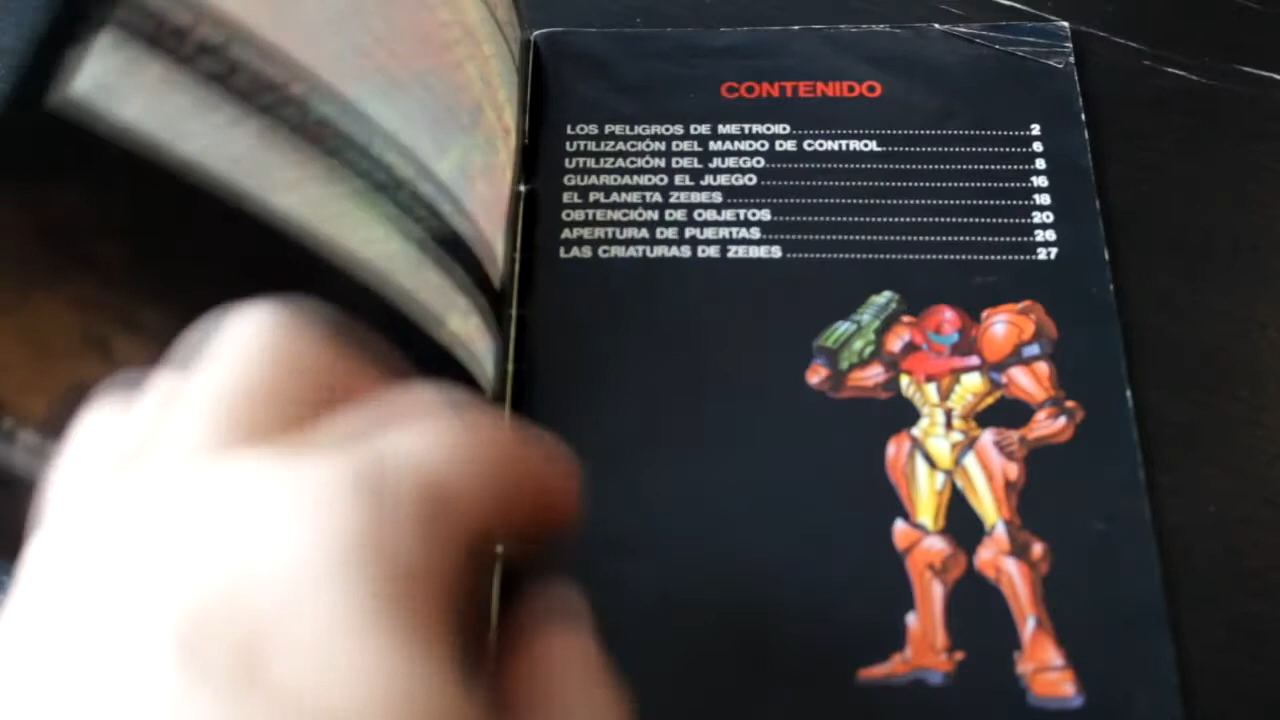 CONTENIDO
LOS PELIGROS DE METROID..............................................2
UTILIZACIÓN DEL MANDO DE CONTROL.............................6
UTILIZACIÓN DEL JUEGO..................................................8
GUARDANDO EL JUEGO ..................................................16
EL PLANETA ZEBES .........................................................18
OBTENCIÓN DE OBJETOS................................................20
APERTURA DE PUERTAS..................................................26
LAS CRIATURAS DE ZEBES ..............................................27